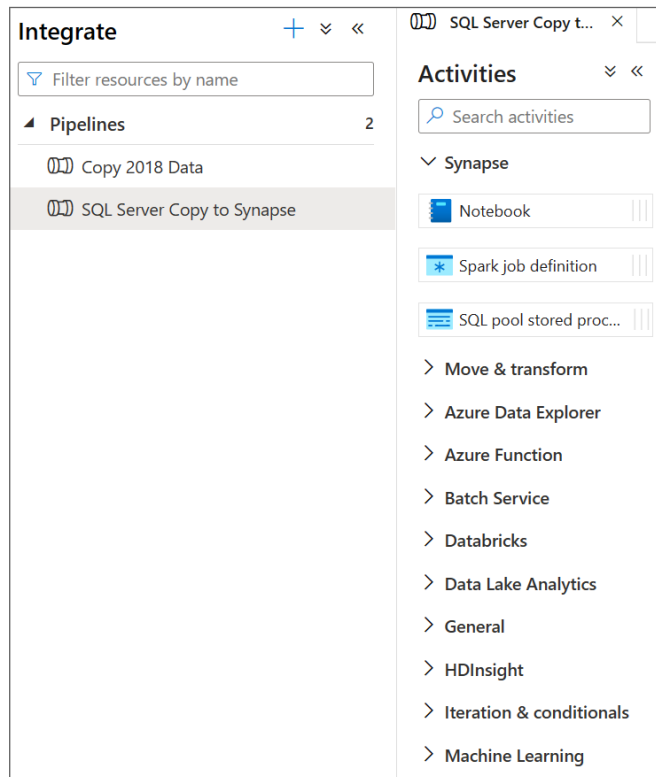 Integrate
Filter resources by name
Pipelines 2
Copy 2018 Data
SQL Server Copy to Synapse
SQL Server Copy t...
Activities
Search activities
Synapse
Notebook
Spark job definition
SQL pool stored proc...
Move & transform
Azure Data Explorer
Azure Function
Batch Service
Databricks
Data Lake Analytics
General
HDInsight
Iteration & conditionals
Machine Learning